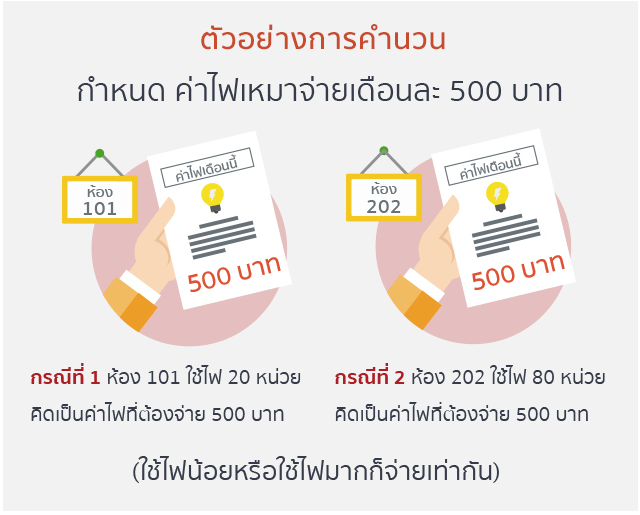 ตัวอย่างการคำนวน
กำหนด ค่าไฟเหมาจ่ายเดือนละ 500 บาท
ห้อง
101
ค่าไฟเดือนนี้
500 บาท
ห้อง
202
ค่าไฟเดือนนี้
500 บาท
กรณีที่ 1 ห้อง 101 ใช้ไฟ 20 หน่วย
คิดเป็นค่าไฟที่ต้องจ่าย 500 บาท
กรณีที่ 2 ห้อง 202 ใช้ไฟ 80 หน่วย
คิดเป็นค่าไฟที่ต้องจ่าย 500 บาท
(ใช้ไฟน้อยหรือใช้ไฟมากก็จ่ายเท่ากัน)